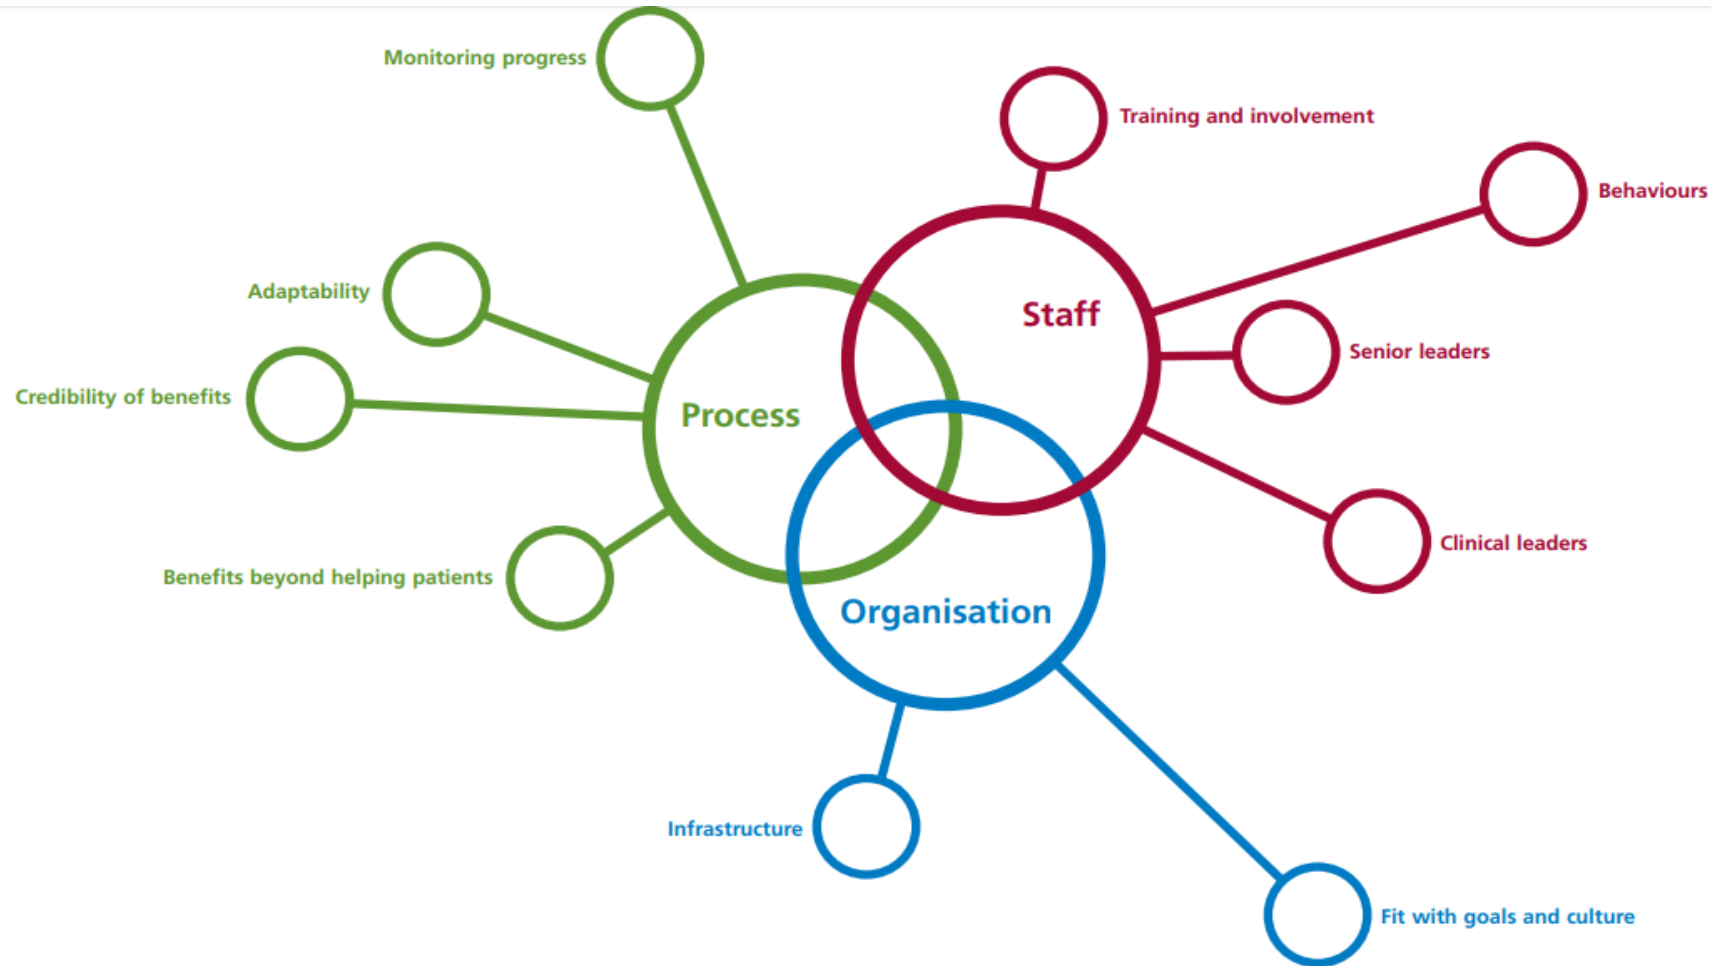 Monitoring progress
Training and involvement
Behaviours
Adaptability
Staff
Senior leaders
Credibility of benefits
Process
Clinical leaders
Benefits beyond helping patients
Organisation
Infrastructure
Fit with goals and culture